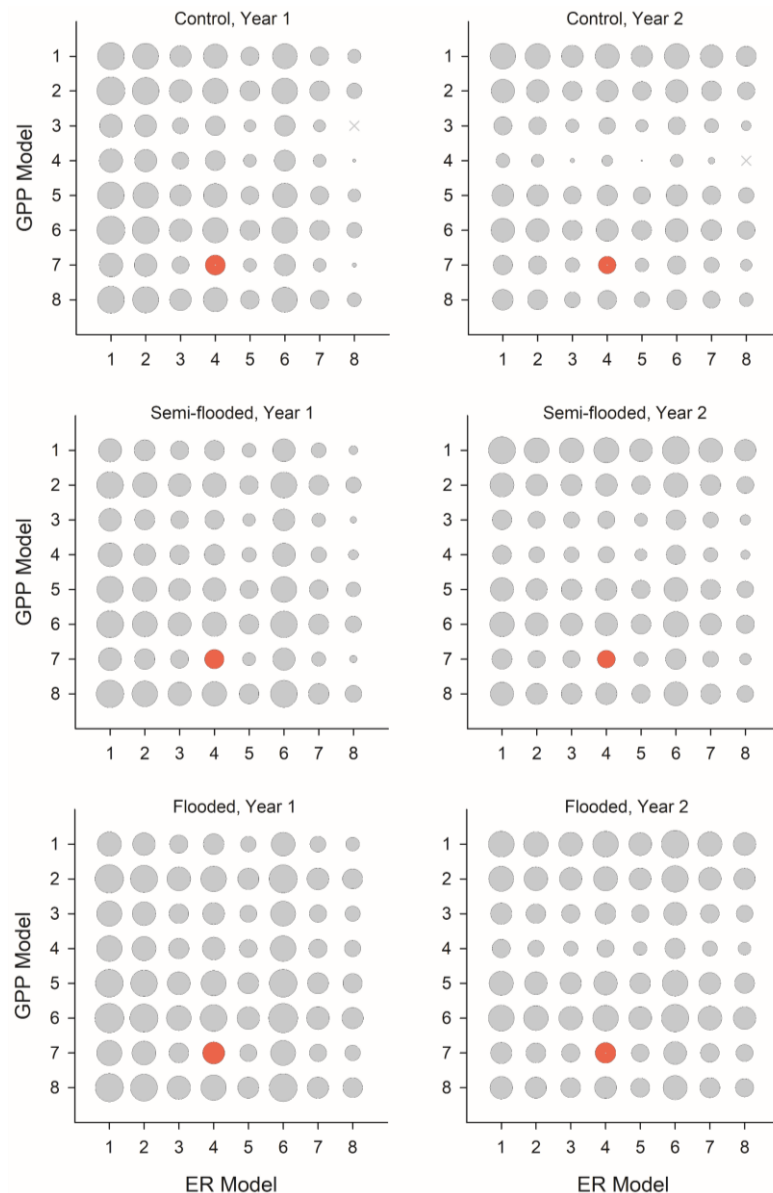 Control, Year 1
Control, Year 2
GPP Model
1
2
3
4
5
6
7
8
1 2 3 4 5 6 7 8
1
2
3
4
5
6
7
8
1 2 3 4 5 6 7 8
Semi-flooded, Year 1
Semi-flooded, Year 2
GPP Model
1
2
3
4
5
6
7
8
1 2 3 4 5 6 7 8
1
2
3
4
5
6
7
8
1 2 3 4 5 6 7 8
Flooded, Year 1
Flooded, Year 2
GPP Model
1
2
3
4
5
6
7
8
1 2 3 4 5 6 7 8
1
2
3
4
5
6
7
8
1 2 3 4 5 6 7 8
ER Model
ER Model